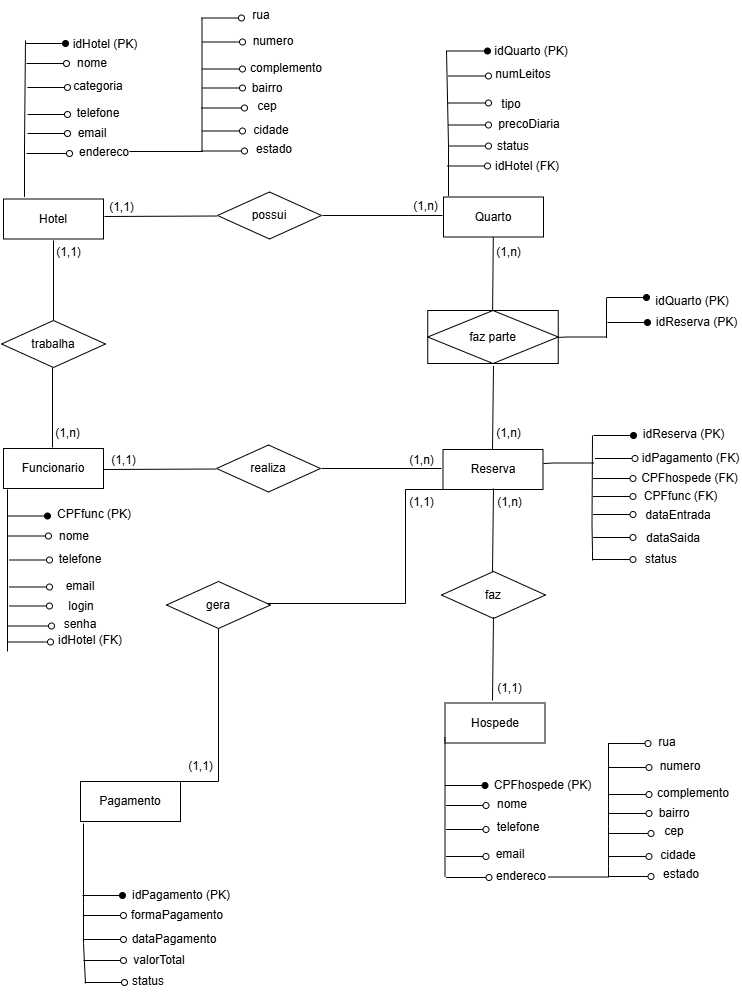 idHotel (PK)
nome
categoria
telefone
email
endereco
rua
numero
complemento
bairro
cep
cidade
estado
idQuarto (PK)
numLeitos
tipo
precoDiaria
status
idHotel (FK)
Hotel
(1,1)
possui
(1,n)
Quarto
(1,1)
(1,n)
trabalha
faz parte
idQuarto (PK)
idReserva (PK)
(1,n)
(1,n)
Funcionario
(1,1)
realiza
(1,n)
Reserva
idReserva (PK)
idPagamento (FK)
CPFhospede (FK)
CPFfunc (FK)
dataEntrada
dataSaida
status
(1,1)
(1,n)
CPFfunc (PK)
nome
telefone
email
login
senha
idHotel (FK)
gera
faz
(1,1)
(1,1)
Hospede
Pagamento
CPFhospede (PK)
nome
telefone
email
endereco
rua
numero
complemento
bairro
cep
cidade
estado
idPagamento (PK)
formaPagamento
dataPagamento
valorTotal
status